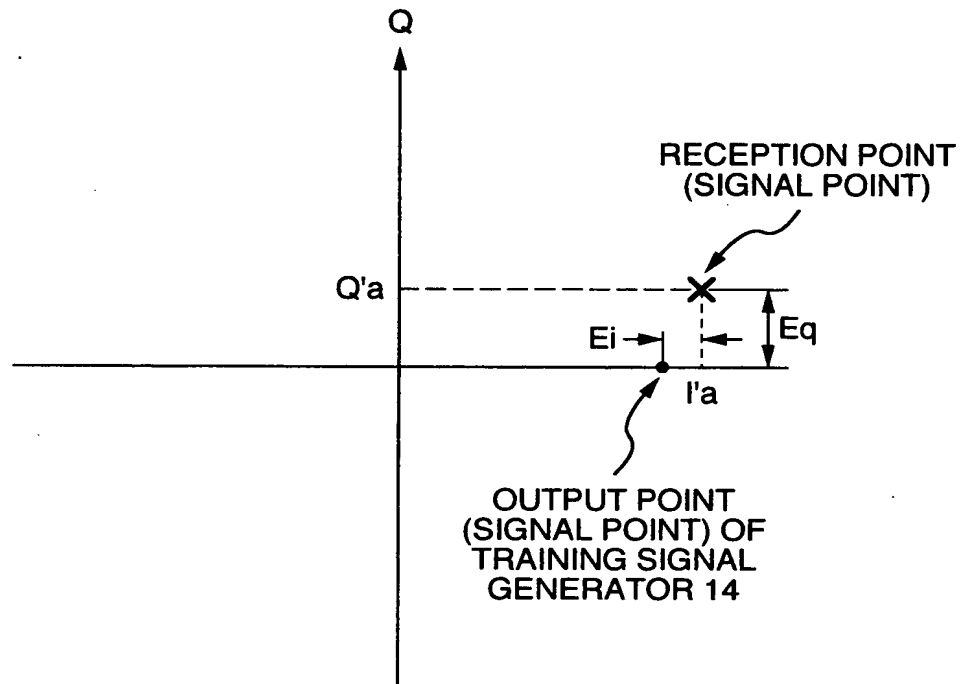 Q
RECEPTION POINT
(SIGNAL POINT)
Q'a
Ei
Eq
I'a
OUTPUT POINT
(SIGNAL POINT) OF
TRAINING SIGNAL
GENERATOR 14